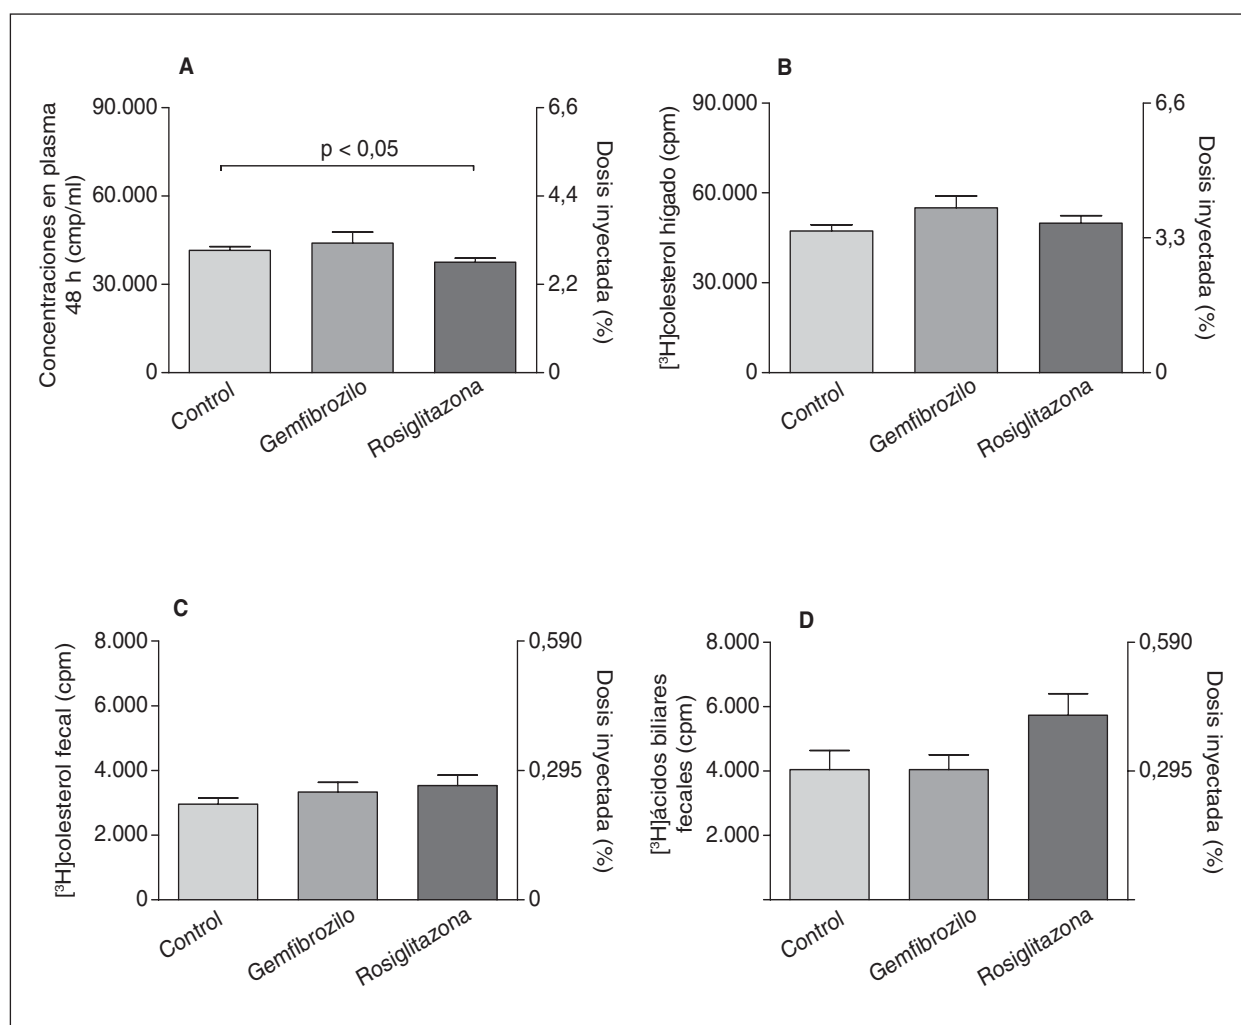 A
Concentraciones en plasma
48 h (cmp/ml)
90.000
60.000
30.000
0
p < 0,05
6,6
4,4
2,2
0
Dosis inyectada (%)
Control
Gemfibrozilo
Rosiglitazona
B
[³H]colesterol hígado (cpm)
90.000
60.000
30.000
0
6,6
3,3
0
Dosis inyectada (%)
Control
Gemfibrozilo
Rosiglitazona
C
[³H]colesterol fecal (cpm)
8.000
6.000
4.000
2.000
0
0,590
0,295
0
Dosis inyectada (%)
Control
Gemfibrozilo
Rosiglitazona
D
[³H]ácidos biliares
fecales (cpm)
8.000
6.000
4.000
2.000
0,590
0,295
Dosis inyectada (%)
Control
Gemfibrozilo
Rosiglitazona